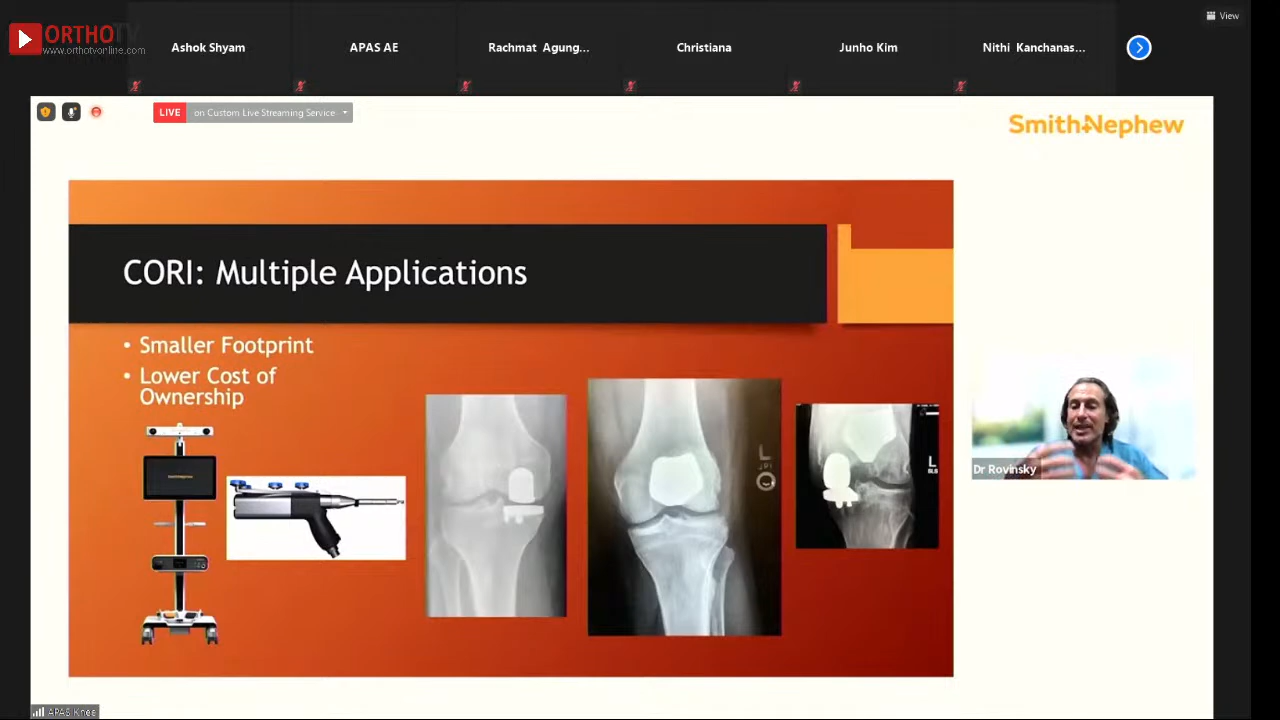 ORTHOTV
www.orthotvonline.com
View
Ashok Shyam
APAS AE
Rachmat Agung...
Christiana
Junho Kim
Nithi Kanchanas...
LIVE on Custom Live Streaming Service
Smith+Nephew
CORI: Multiple Applications
• Smaller Footprint
• Lower Cost of
Ownership
L
L
Dr Rovinsky
APAS Knee